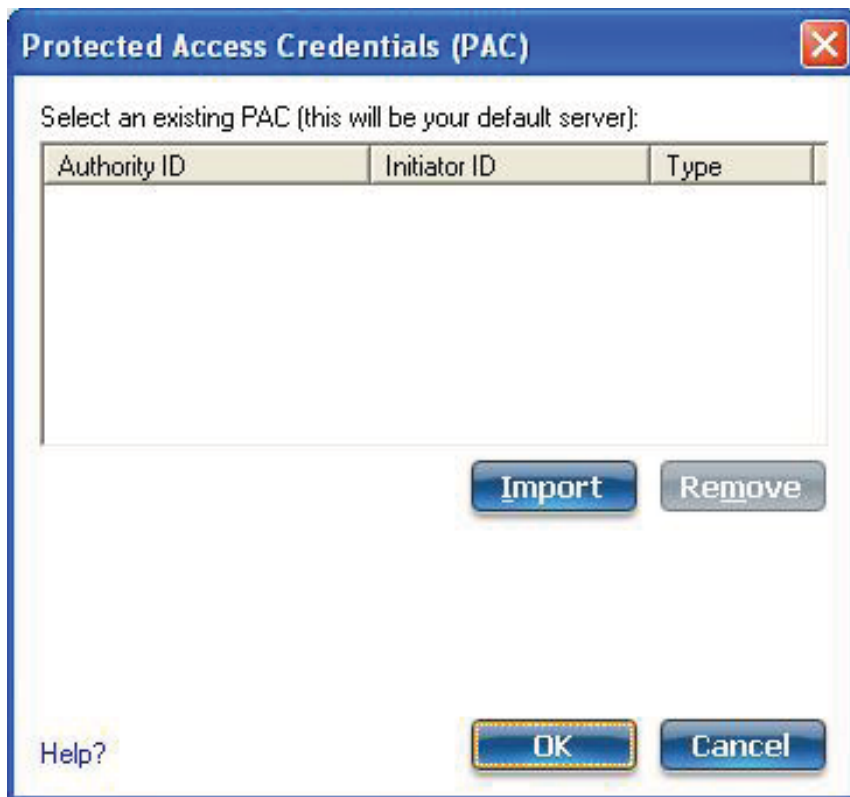 Protected Access Credentials (PAC)
Select an existing PAC (this will be your default server):
Authority ID Initiator ID Type
Import Remove
Help? OK Cancel